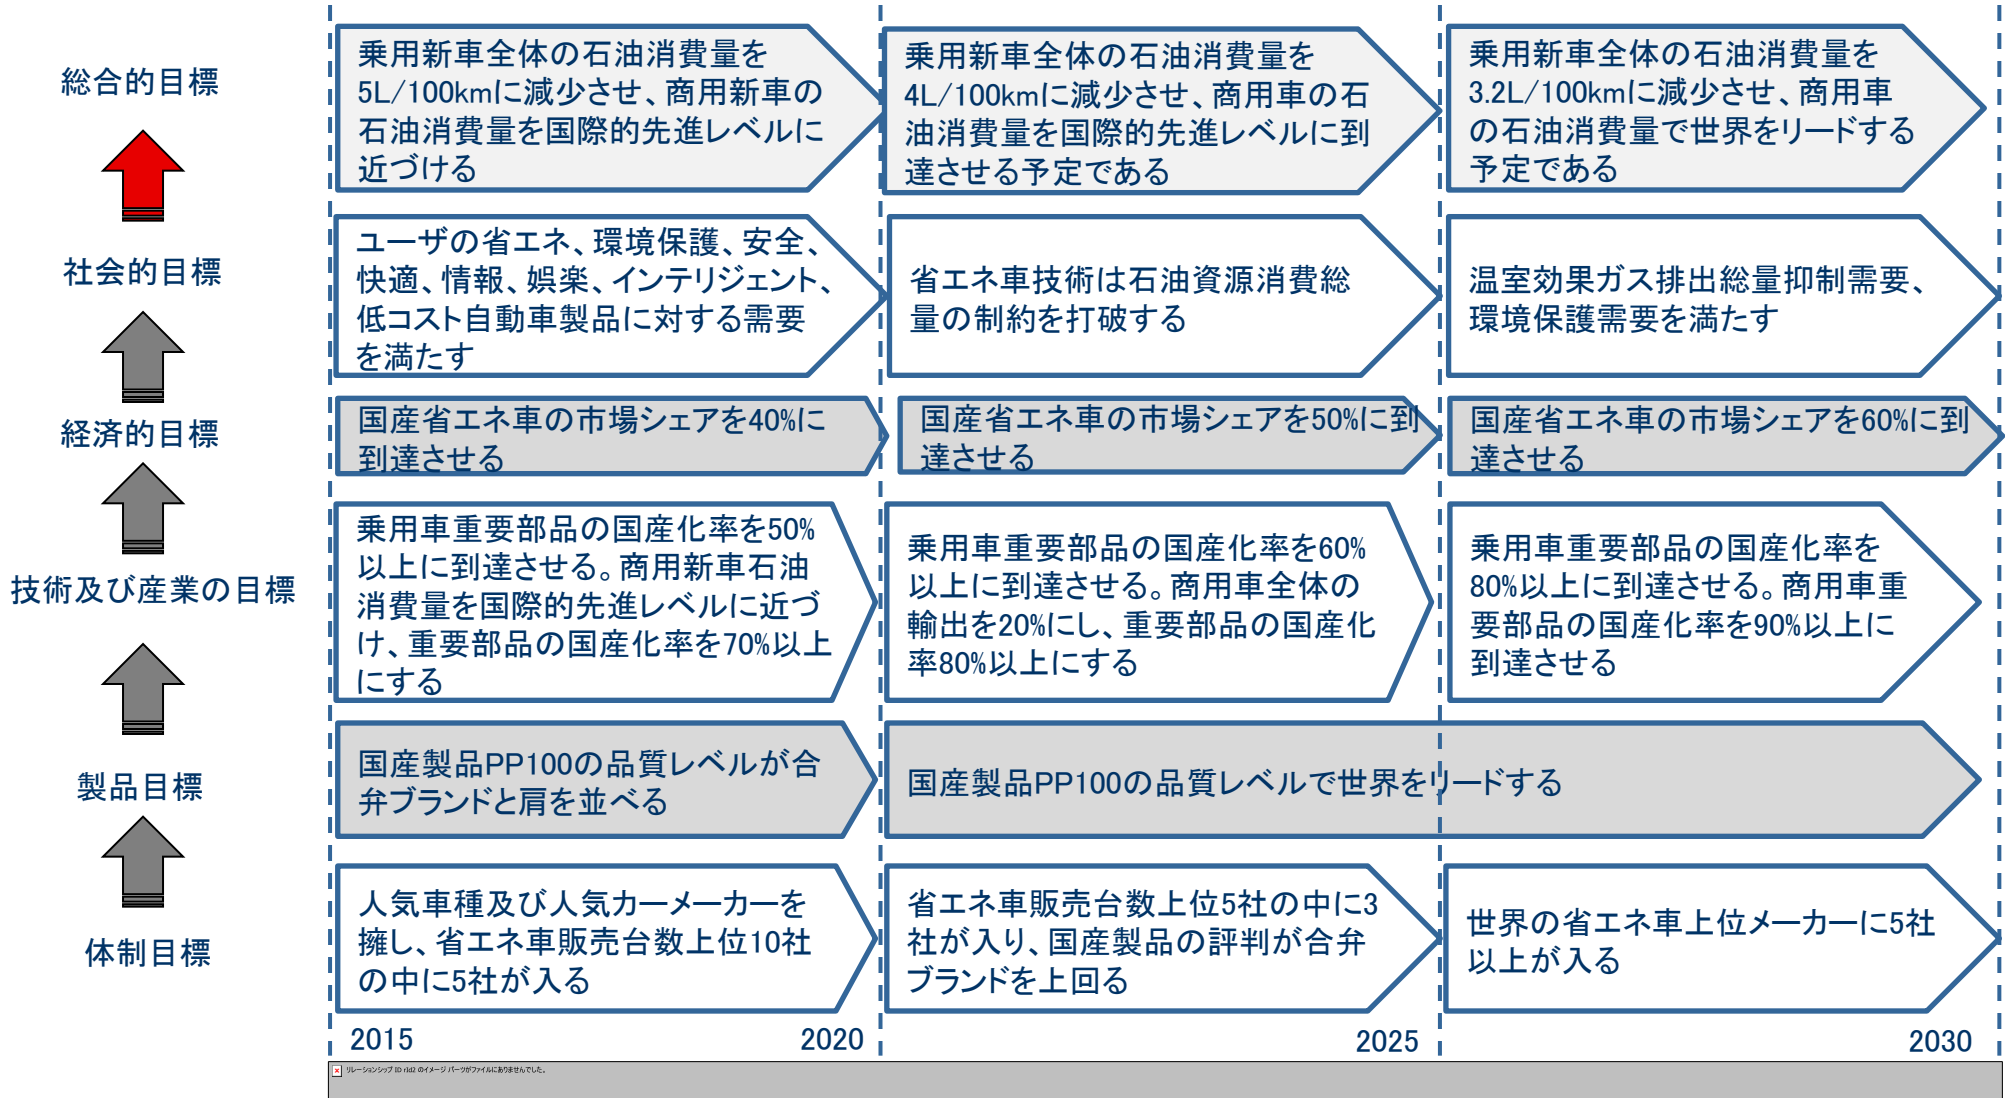 総合的目標
乗用新車全体の石油消費量を
5L/100kmに減少させ、商用新車の
石油消費量を国際的先進レベルに
近づける
乗用新車全体の石油消費量を
4L/100kmに減少させ、商用車の石
油消費量を国際的先進レベルに到
達させる予定である
乗用新車全体の石油消費量を
3.2L/100kmに減少させ、商用車
の石油消費量で世界をリードする
予定である
社会的目標
ユーザの省エネ、環境保護、安全、
快適、情報、娯楽、インテリジェント、
低コスト自動車製品に対する需要
を満たす
省エネ車技術は石油資源消費総
量の制約を打破する
温室効果ガス排出総量抑制需要、
環境保護需要を満たす
経済的目標
国産省エネ車の市場シェアを40%に
到達させる
国産省エネ車の市場シェアを50%に到
達させる
国産省エネ車の市場シェアを60%に到
達させる
技術及び産業の目標
乗用車重要部品の国産化率を50%
以上に到達させる。商用新車石油
消費量を国際的先進レベルに近づ
け、重要部品の国産化率を70%以上
にする
乗用車重要部品の国産化率を60%
以上に到達させる。商用車全体の
輸出を20%にし、重要部品の国産化
率80%以上にする
乗用車重要部品の国産化率を
80%以上に到達させる。商用車重
要部品の国産化率を90%以上に
到達させる
製品目標
国産製品PP100の品質レベルが合
弁ブランドと肩を並べる
国産製品PP100の品質レベルで世界をリードする
体制目標
人気車種及び人気カーメーカーを
擁し、省エネ車販売台数上位10社
の中に5社が入る
省エネ車販売台数上位5社の中に3
社が入り、国産製品の評判が合弁
ブランドを上回る
世界の省エネ車上位メーカーに5社
以上が入る
2015
2020
2025
2030
リレーションシップ ID rId2 のイメージ パーツがファイルにありませんでした。